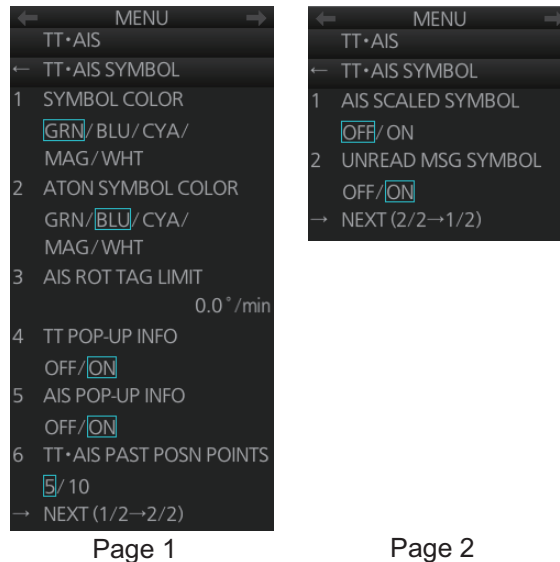 ← MENU →
TT•AIS
← TT•AIS SYMBOL
1 SYMBOL COLOR
GRN/BLU/CYA/
MAG/WHT
2 ATON SYMBOL COLOR
GRN/BLU/CYA/
MAG/WHT
3 AIS ROT TAG LIMIT
0.0°/min
4 TT POP-UP INFO
OFF/ON
5 AIS POP-UP INFO
OFF/ON
6 TT•AIS PAST POSN POINTS
5/10
→ NEXT (1/2→2/2)
Page 1
← MENU →
TT•AIS
← TT•AIS SYMBOL
1 AIS SCALED SYMBOL
OFF/ON
2 UNREAD MSG SYMBOL
OFF/ON
→ NEXT (2/2→1/2)
Page 2